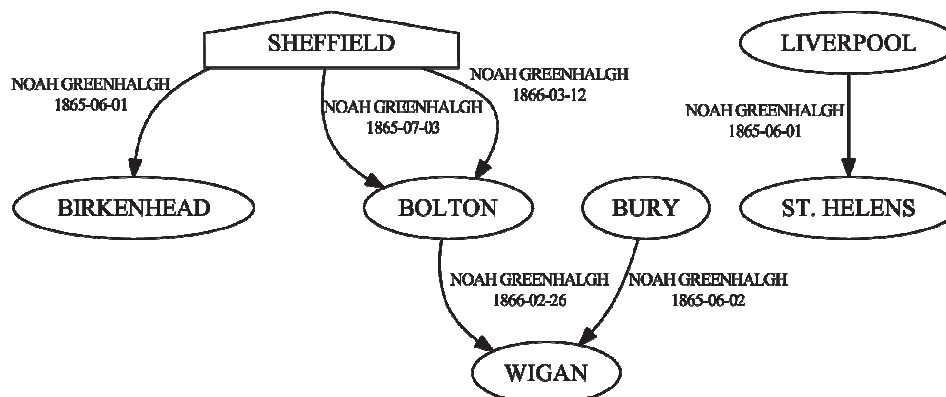 SHEFFIELD
LIVERPOOL
NOAH GREENHALGH
1865-06-01
NOAH GREENHALGH
1865-07-03
NOAH GREENHALGH
1866-03-12
NOAH GREENHALGH
1865-06-01
BIRKENHEAD
BOLTON
BURY
ST. HELENS
NOAH GREENHALGH
1866-02-26
NOAH GREENHALGH
1865-06-02
WIGAN